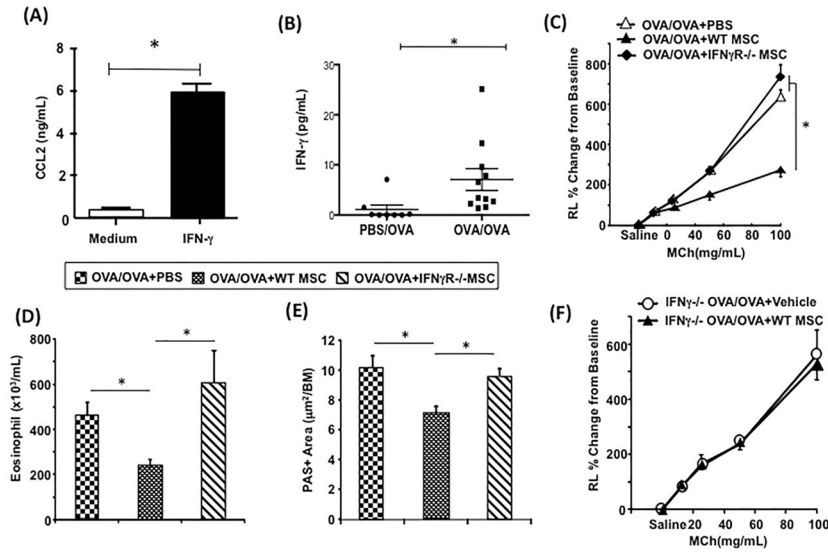 (A)
*
CCL2 (ng/mL)
8
6
4
2
0
Medium IFN-γ
(B)
*
IFN-γ (pg/mL)
30
20
10
0
PBS/OVA OVA/OVA
(C)
OVA/OVA+PBS
OVA/OVA+WT MSC
OVA/OVA+IFNγR-/- MSC
RL % Change from Baseline
800
600
400
200
0
*
Saline 0 25 50 100
MCh(mg/mL)
OVA/OVA+PBS OVA/OVA+WT MSC OVA/OVA+IFNγR-/-MSC
(D)
* *
Eosinophil (x10³/mL)
800
600
400
200
0
(E)
* *
PAS+ Area (μm²/BM)
12
10
8
6
4
2
0
(F)
IFNγ-/- OVA/OVA+Vehicle
IFNγ-/- OVA/OVA+WT MSC
RL % Change from Baseline
600
400
200
0
Saline 20 40 60 80 100
MCh(mg/mL)